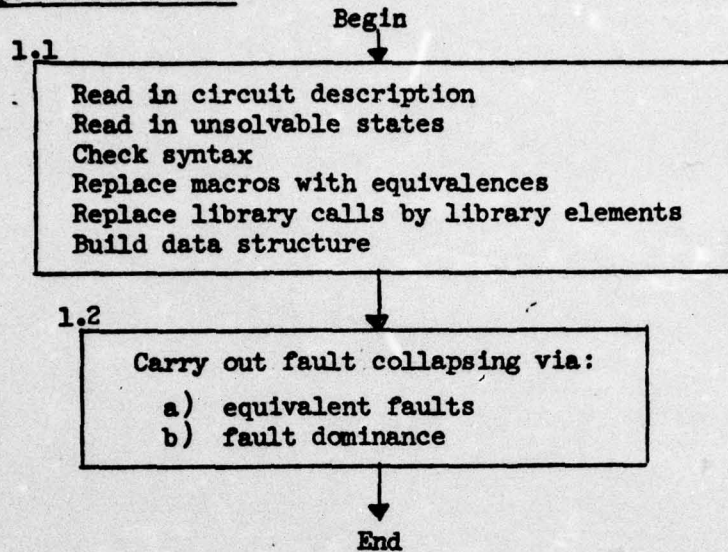 Begin
1.1
Read in circuit description
Read in unsolvable states
Check syntax
Replace macros with equivalences
Replace library calls by library elements
Build data structure
1.2
Carry out fault collapsing via:
a) equivalent faults
b) fault dominance
End